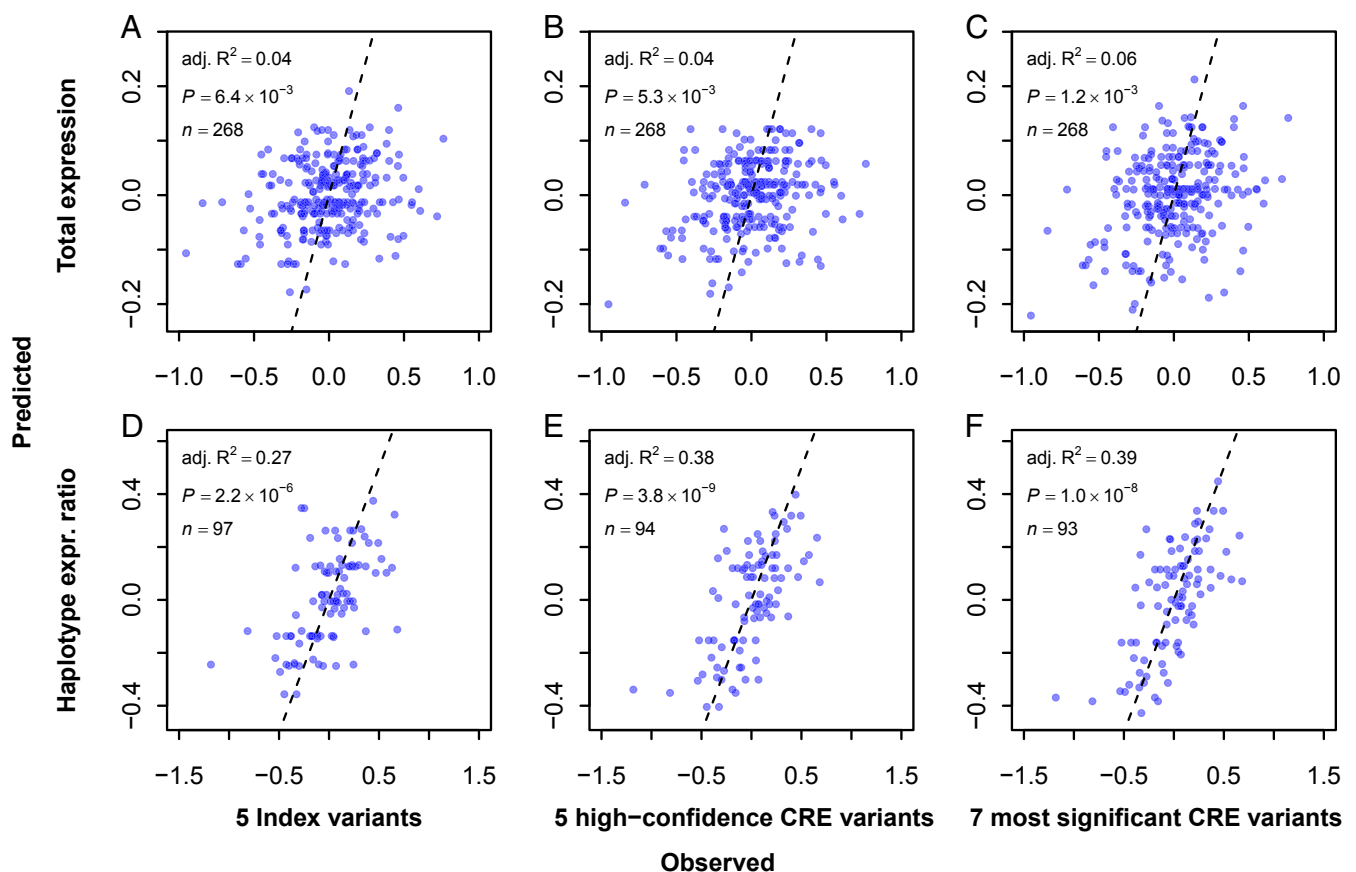 A
adj. R² = 0.04
P = 6.4 × 10⁻³
n = 268
B
adj. R² = 0.04
P = 5.3 × 10⁻³
n = 268
C
adj. R² = 0.06
P = 1.2 × 10⁻³
n = 268
Total expression
0.2
0.0
−0.2
0.2
0.0
−0.2
0.2
0.0
−0.2
−1.0 −0.5 0.0 0.5 1.0
−1.0 −0.5 0.0 0.5 1.0
−1.0 −0.5 0.0 0.5 1.0
Predicted
D
adj. R² = 0.27
P = 2.2 × 10⁻⁶
n = 97
E
adj. R² = 0.38
P = 3.8 × 10⁻⁹
n = 94
F
adj. R² = 0.39
P = 1.0 × 10⁻⁸
n = 93
Haplotype expr. ratio
0.4
0.0
−0.4
0.4
0.0
−0.4
0.4
0.0
−0.4
−1.5 −0.5 0.5 1.5
−1.5 −0.5 0.5 1.5
−1.5 −0.5 0.5 1.5
5 Index variants
5 high−confidence CRE variants
7 most significant CRE variants
Observed